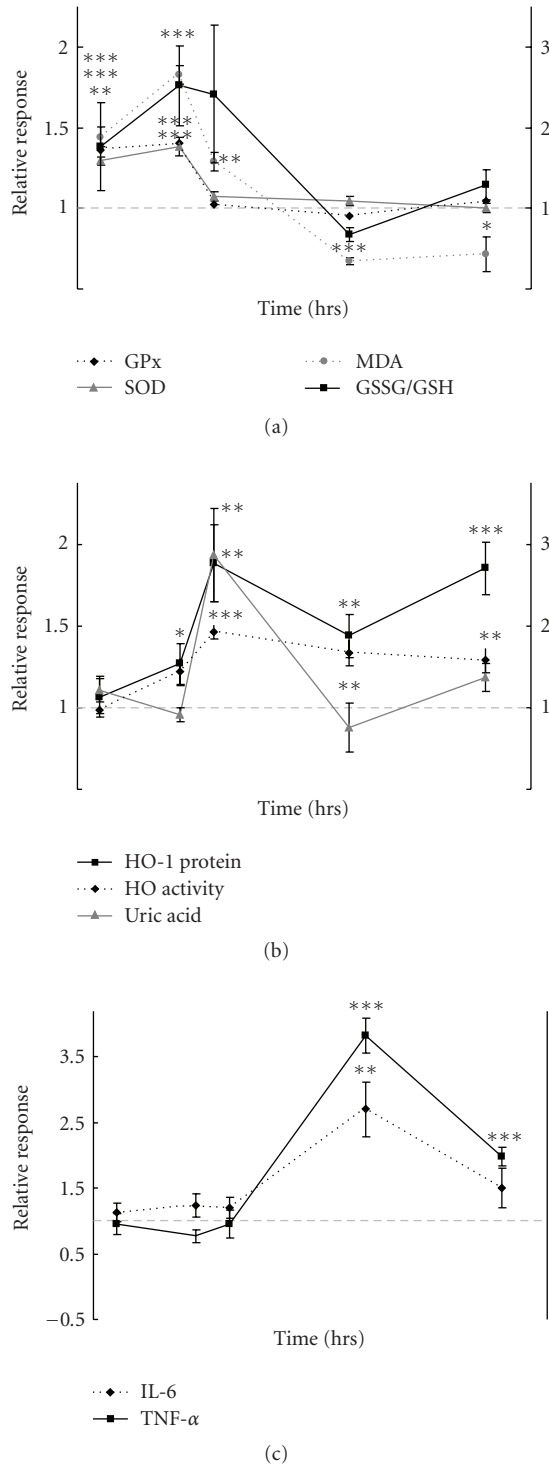 2
3
***
***
***
**
***
***
1.5
2
**
1
1
***
*
Relative response
Time (hrs)
GPx
MDA
SOD
GSSG/GSH
(a)
2
3
**
**
***
1.5
2
***
**
*
**
**
1
1
Relative response
Time (hrs)
HO-1 protein
HO activity
Uric acid
(b)
***
3.5
**
2.5
***
1.5
0.5
−0.5
Relative response
Time (hrs)
IL-6
TNF-α
(c)